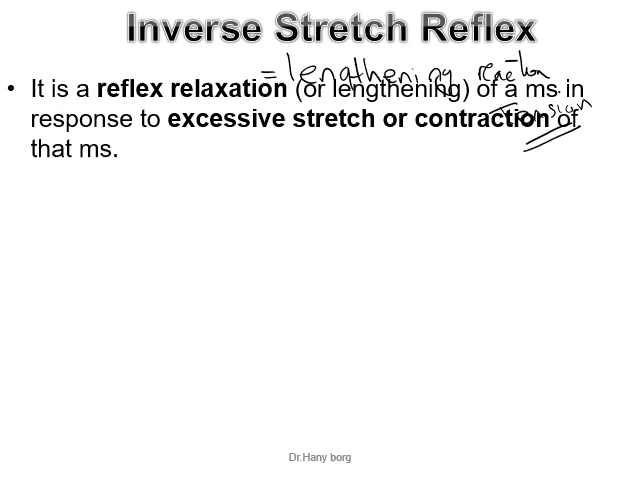 Inverse Stretch Reflex
= lengthening reaction
• It is a reflex relaxation (or lengthening) of a ms. in
response to excessive stretch or contraction of
Tension
that ms.
Dr.Hany borg